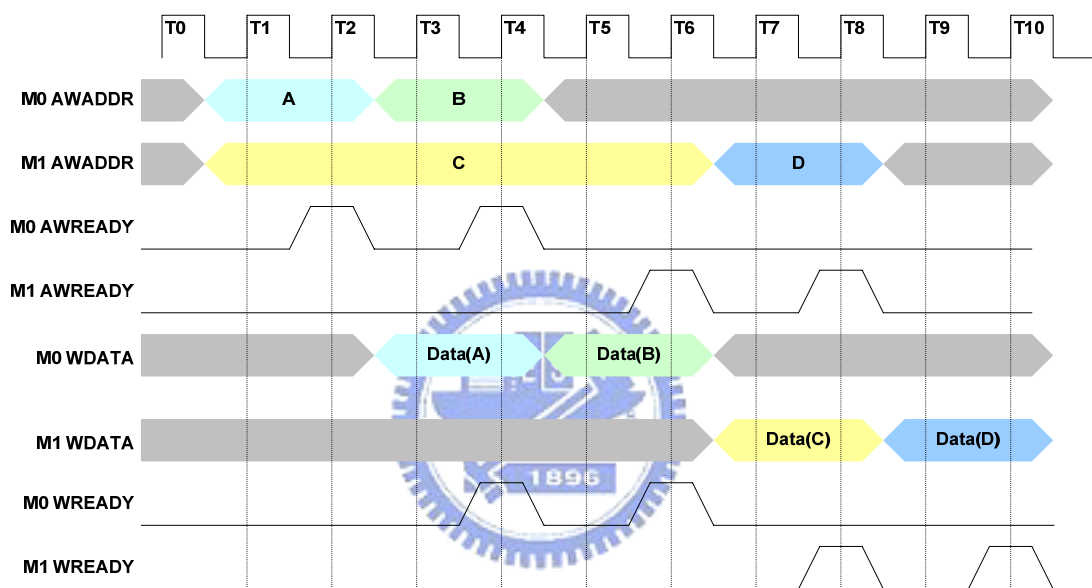 T0 T1 T2 T3 T4 T5 T6 T7 T8 T9 T10
M0 AWADDR A B
M1 AWADDR C D
M0 AWREADY
M1 AWREADY
M0 WDATA Data(A) Data(B)
M1 WDATA Data(C) Data(D)
1896
M0 WREADY
M1 WREADY